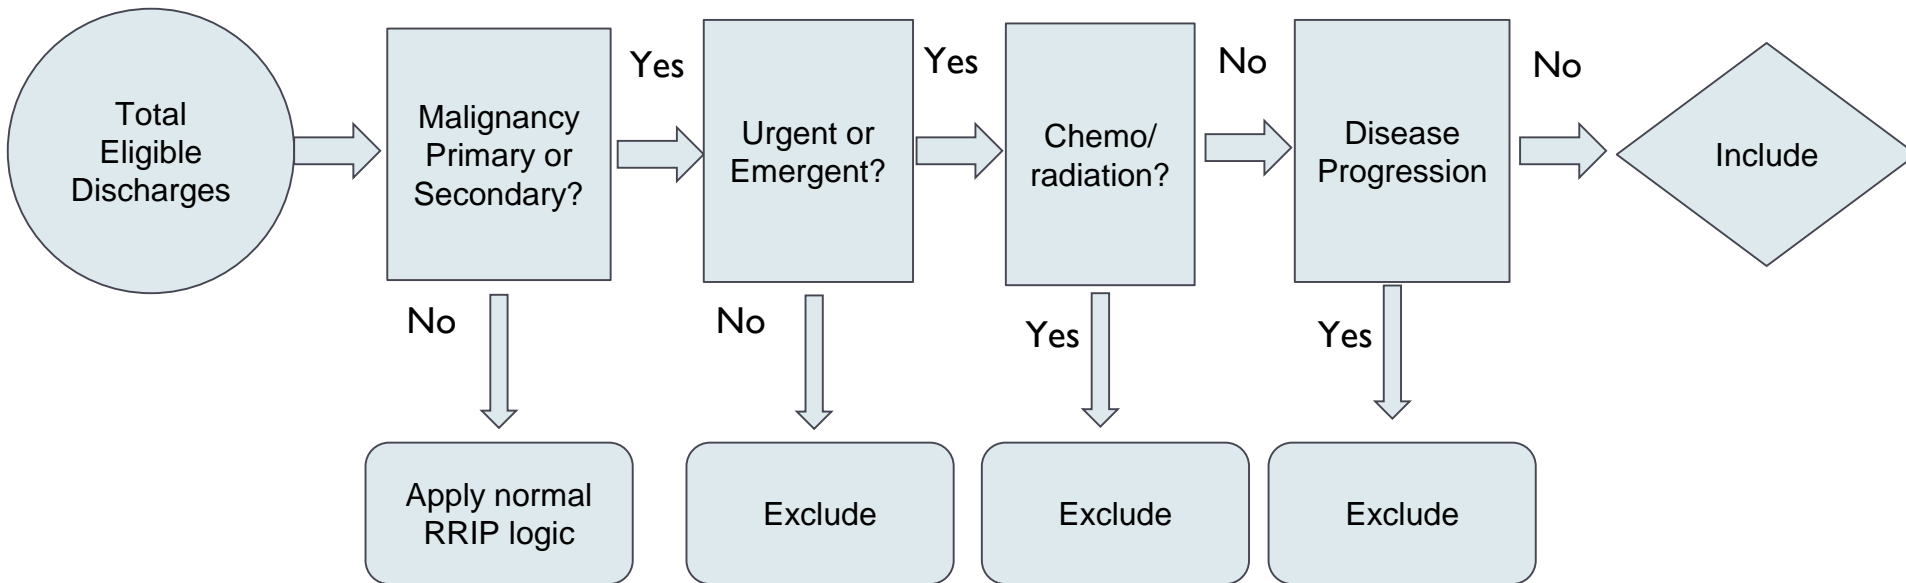 Total
Eligible
Discharges
Malignancy
Primary or
Secondary?
Yes
Urgent or
Emergent?
Yes
Chemo/
radiation?
No
Disease
Progression
No
Include
No
No
Yes
Yes
Apply normal
RRIP logic
Exclude
Exclude
Exclude